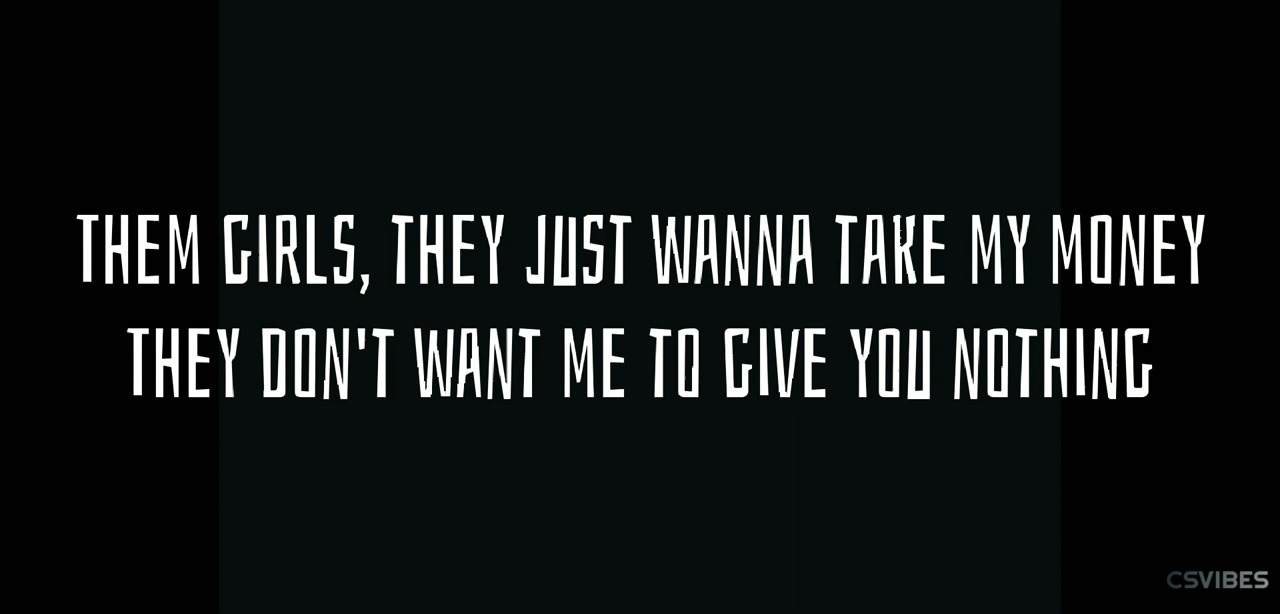 THEM GIRLS, THEY JUST WANNA TAKE MY MONEY
THEY DON'T WANT ME TO GIVE YOU NOTHING
CSVIBES